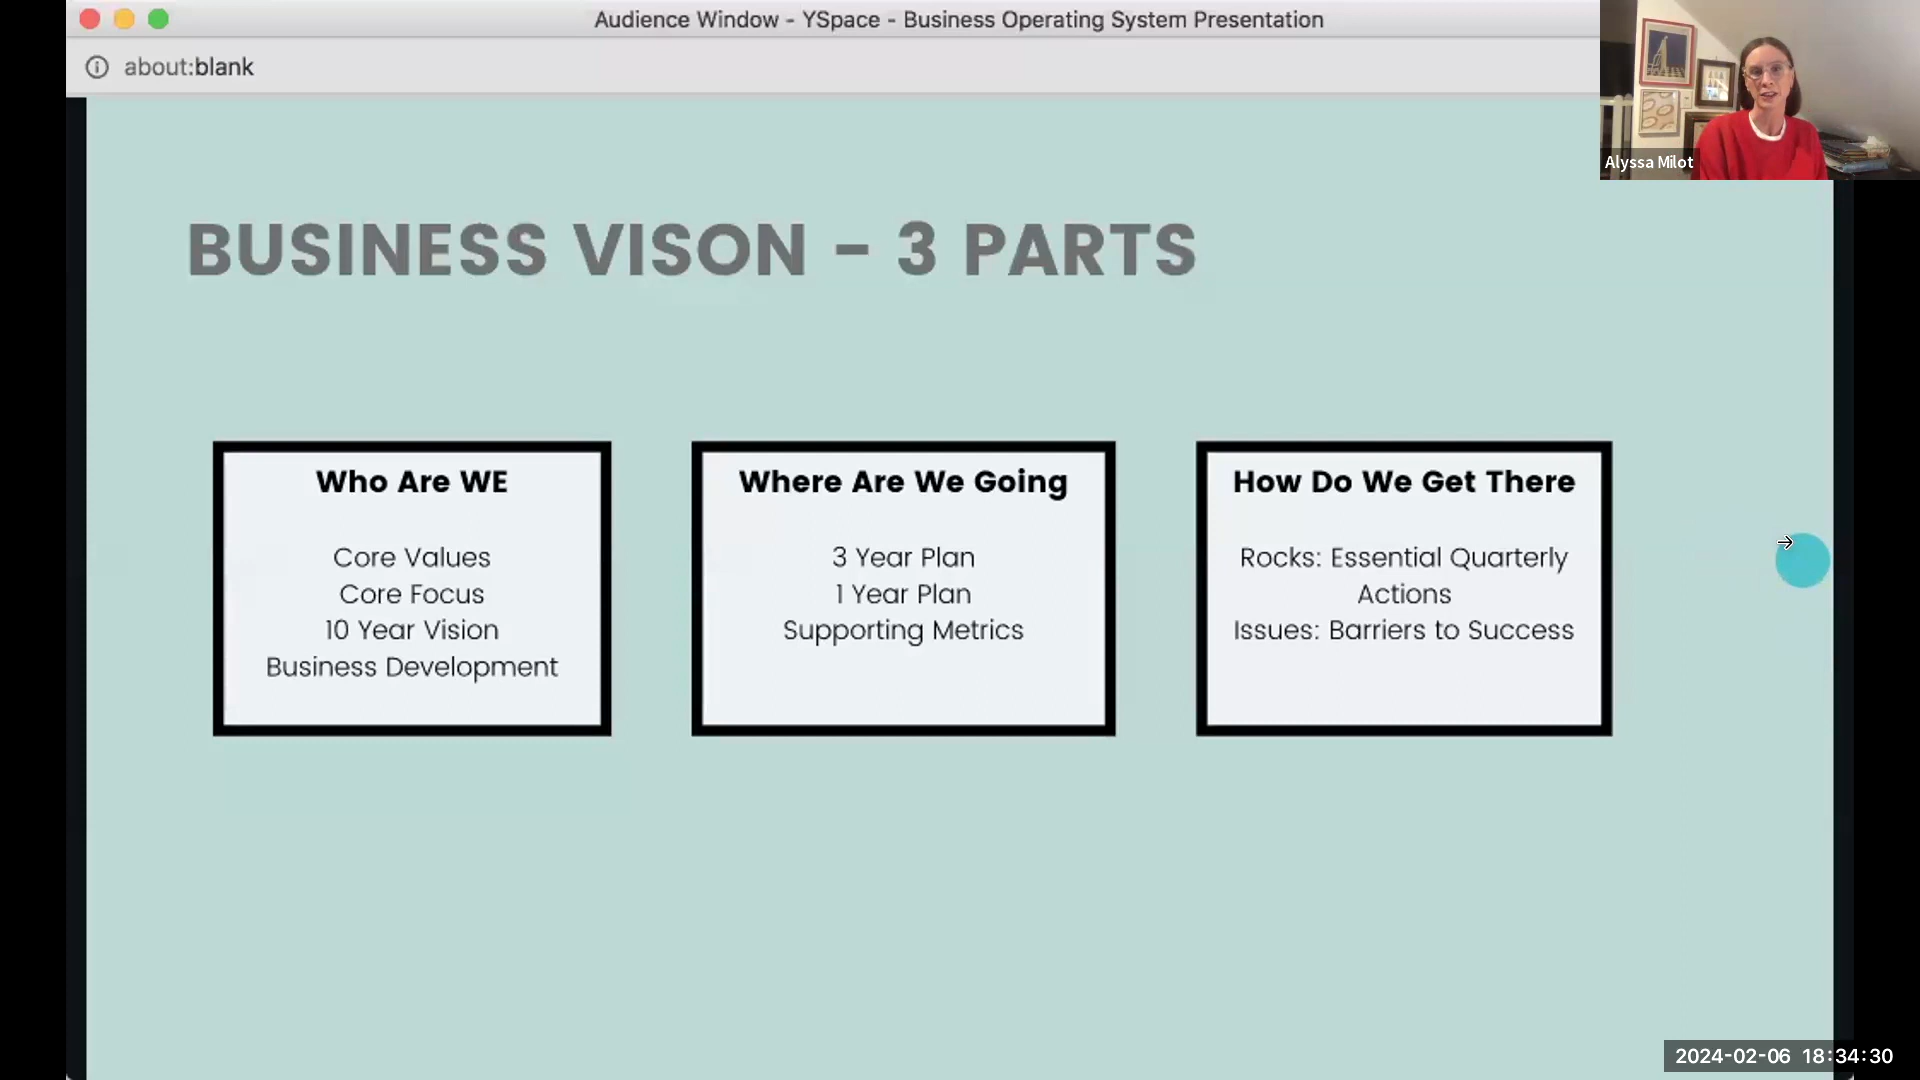 Audience Window - YSpace - Business Operating System Presentation
about:blank
Alyssa Milot
BUSINESS VISON - 3 PARTS
Who Are WE
Core Values
Core Focus
10 Year Vision
Business Development
Where Are We Going
3 Year Plan
1 Year Plan
Supporting Metrics
How Do We Get There
Rocks: Essential Quarterly
Actions
Issues: Barriers to Success
2024-02-06 18:34:30